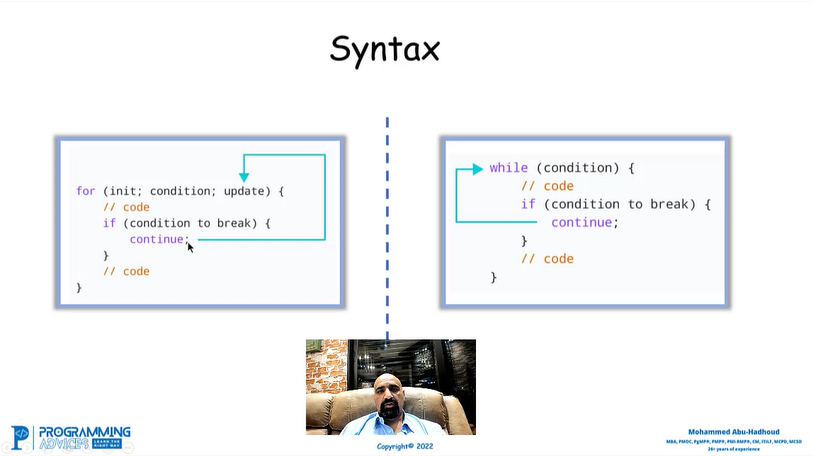 Syntax
for (init; condition; update) {
// code
if (condition to break) {
continue;
}
// code
}
while (condition) {
// code
if (condition to break) {
continue;
}
// code
}
PROGRAMMING
ADVICES LEARN THE RIGHT WAY
Copyright© 2022
Mohammed Abu-Hadhoud
MBA, PMOC, PgMP®, PMP®, PMI-RMP®, CM, ITILF, MCPD, MCSD
26+ years of experience